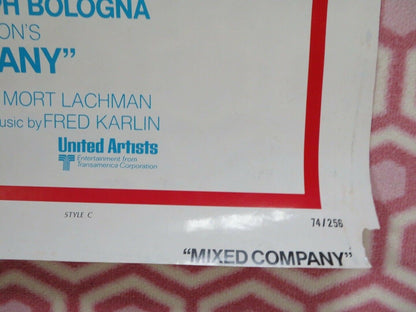 PH BOLOGNA
ON'S
ANY"
MORT LACHMAN
usic by FRED KARLIN
United Artists
Entertainment from
Transamerica Corporation
STYLE C
74/256
"MIXED COMPANY"